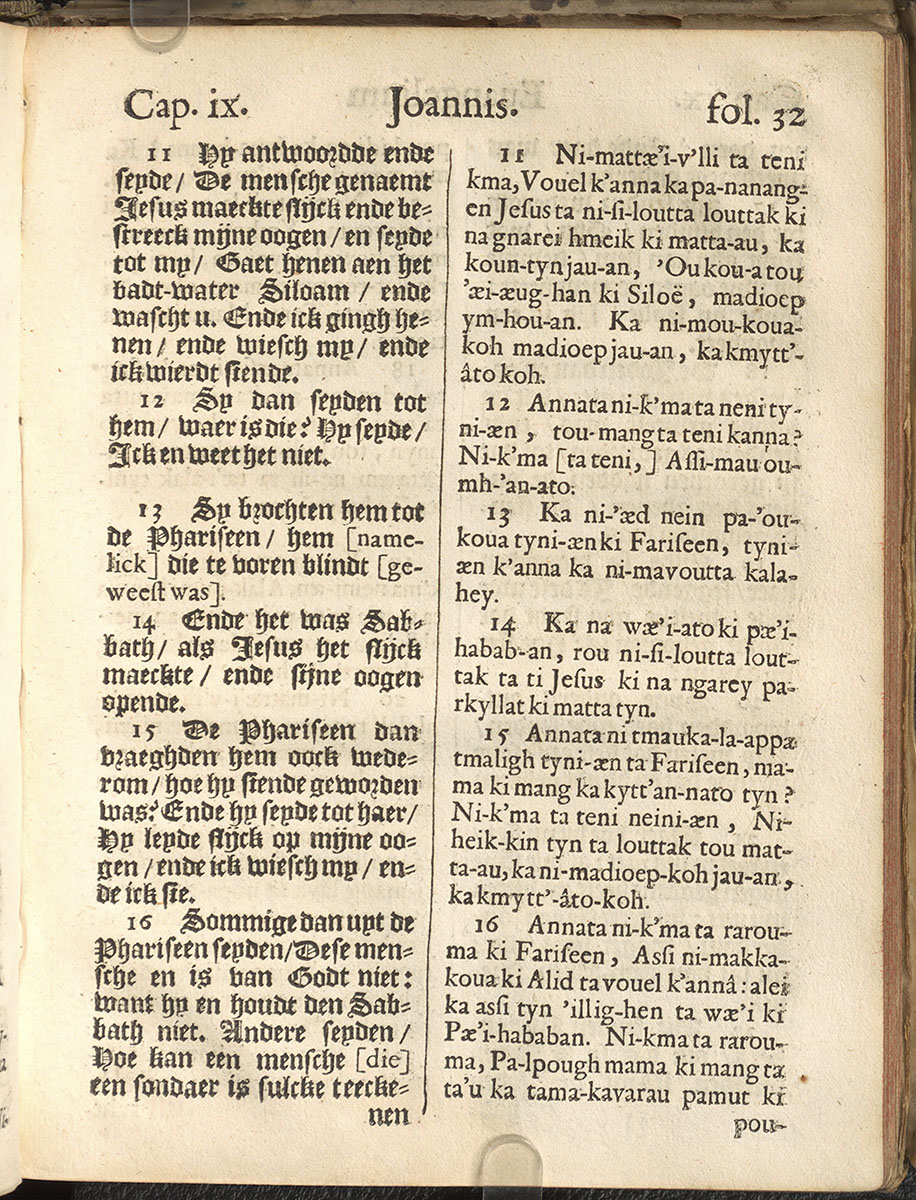 Cap. ix.
Joannis.
fol. 32
11 Hy antwoordde ende
seyde / De mensche genaemt
Jesus maeckte slijck ende be-
streeck mijne oogen / en seyde
tot my / Gaet henen aen het
badt-water Siloam / ende
wascht u. Ende ick gingh he-
nen / ende wiesch my / ende
ick wierdt siende.
12 Sy dan seyden tot
hem / waer is die? Hy seyde /
Ick en weet het niet.
13 Sy brochten hem tot
de Phariseen / hem [name-
lick] die te voren blindt [ge-
weest was].
14 Ende het was Sab-
bath / als Jesus het slijck
maeckte / ende sijne oogen
opende.
15 De Phariseen dan
vraeghden hem oock wede-
rom / hoe hy siende geworden
was? Ende hy seyde tot haer /
Hy leyde slijck op mijne oo-
gen / ende ick wiesch my / en-
de ick sie.
16 Sommige dan uyt de
Phariseen seyden / Dese men-
sche en is van Godt niet:
want hy en houdt den Sab-
bath niet. Andere seyden /
Hoe kan een mensche [die]
een sondaer is sulcke teecke-
nen
11 Ni-mattæ'i-v'lli ta teni
kma, Vouel k'anna ka pa-nanang-
en Jesus ta ni-ſi-loutta louttak ki
na gnarei hmeik ki matta-au, ka
koun-tyn jau-an, 'Ou kou-a tou
'æi-æug-han ki Siloë, madioep
ym-hou-an. Ka ni-mou-koua-
koh madioep jau-an, ka kmytt'-
âto koh.
12 Annata ni-k'ma ta neni ty-
ni-æn, tou-mang ta teni kanna?
Ni-k'ma [ta teni,] Aſſi-mau ou-
mh-'an-ato.
13 Ka ni-'æd nein pa-'ou-
koua tyni-æn ki Fariſeen, tyni-
æn k'anna ka ni-mavoutta kala-
hey.
14 Ka na wæ'i-ato ki pæ'i-
habab-an, rou ni-ſi-loutta lout-
tak ta ti Jeſus ki na ngarey pa-
rkyllat ki matta tyn.
15 Annata ni tmauka-la-appa
tmaligh tyni-æn ta Fariſeen, ma-
ma ki mang ka kytt'an-nato tyn?
Ni-k'ma ta teni neini-æn, Ni-
heik-kin tyn ta louttak tou mat-
ta-au, ka ni-madioep-koh jau-an,
ka kmytt'-âto-koh.
16 Annata ni-k'ma ta rarou-
ma ki Fariſeen, Aſſi ni-makka-
koua ki Alid ta vouel k'annâ: alei
ka aſſi tyn 'illig-hen ta wæ'i ki
Pæ'i-hababan. Ni-kma ta rarou-
ma, Pa-lpough mama ki mang ta
ta'u ka tama-kavarau pamut ki
pou-